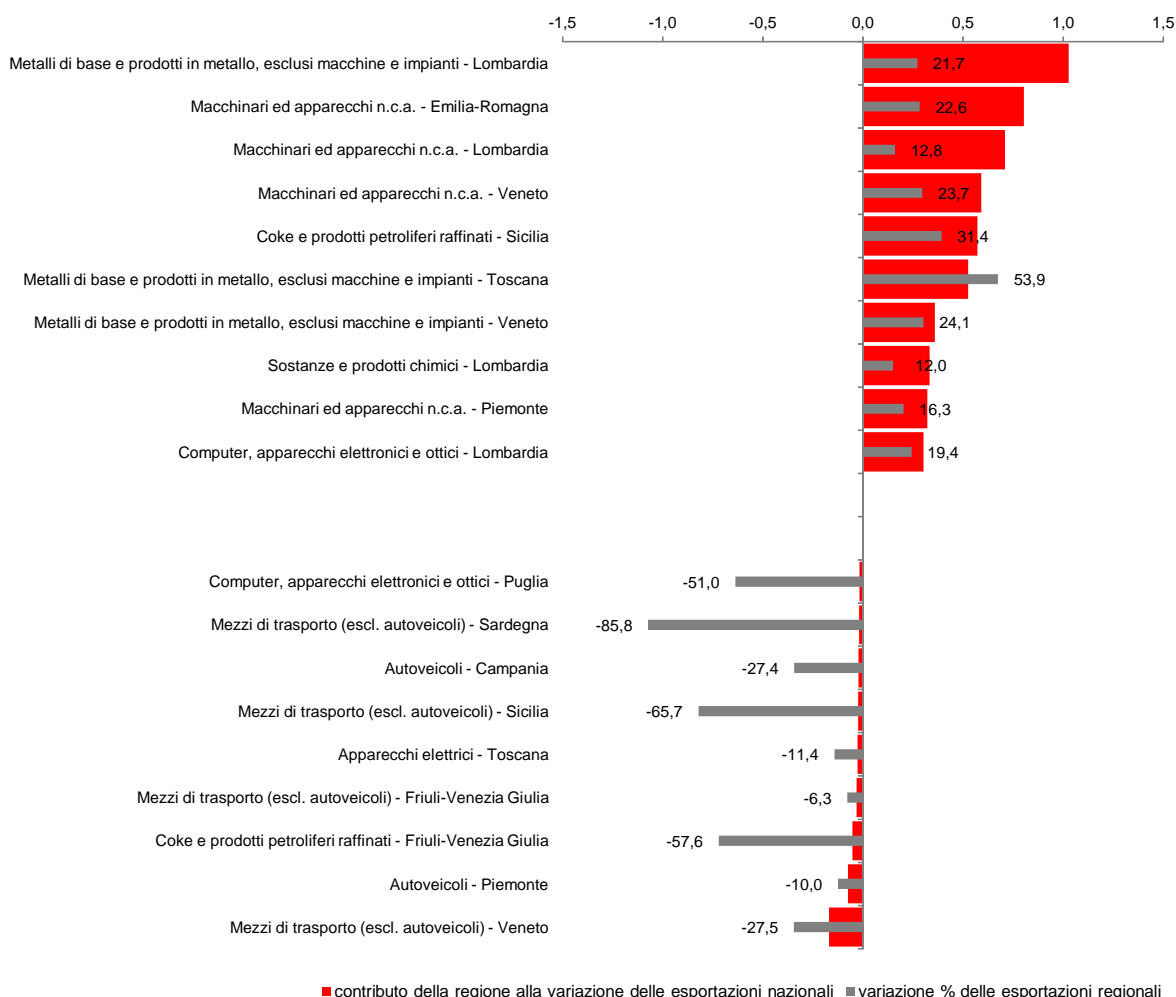 -1,5 -1,0 -0,5 0,0 0,5 1,0 1,5
Metalli di base e prodotti in metallo, esclusi macchine e impianti - Lombardia 21,7
Macchinari ed apparecchi n.c.a. - Emilia-Romagna 22,6
Macchinari ed apparecchi n.c.a. - Lombardia 12,8
Macchinari ed apparecchi n.c.a. - Veneto 23,7
Coke e prodotti petroliferi raffinati - Sicilia 31,4
Metalli di base e prodotti in metallo, esclusi macchine e impianti - Toscana 53,9
Metalli di base e prodotti in metallo, esclusi macchine e impianti - Veneto 24,1
Sostanze e prodotti chimici - Lombardia 12,0
Macchinari ed apparecchi n.c.a. - Piemonte 16,3
Computer, apparecchi elettronici e ottici - Lombardia 19,4
Computer, apparecchi elettronici e ottici - Puglia -51,0
Mezzi di trasporto (escl. autoveicoli) - Sardegna -85,8
Autoveicoli - Campania -27,4
Mezzi di trasporto (escl. autoveicoli) - Sicilia -65,7
Apparecchi elettrici - Toscana -11,4
Mezzi di trasporto (escl. autoveicoli) - Friuli-Venezia Giulia -6,3
Coke e prodotti petroliferi raffinati - Friuli-Venezia Giulia -57,6
Autoveicoli - Piemonte -10,0
Mezzi di trasporto (escl. autoveicoli) - Veneto -27,5
contributo della regione alla variazione delle esportazioni nazionali variazione % delle esportazioni regionali